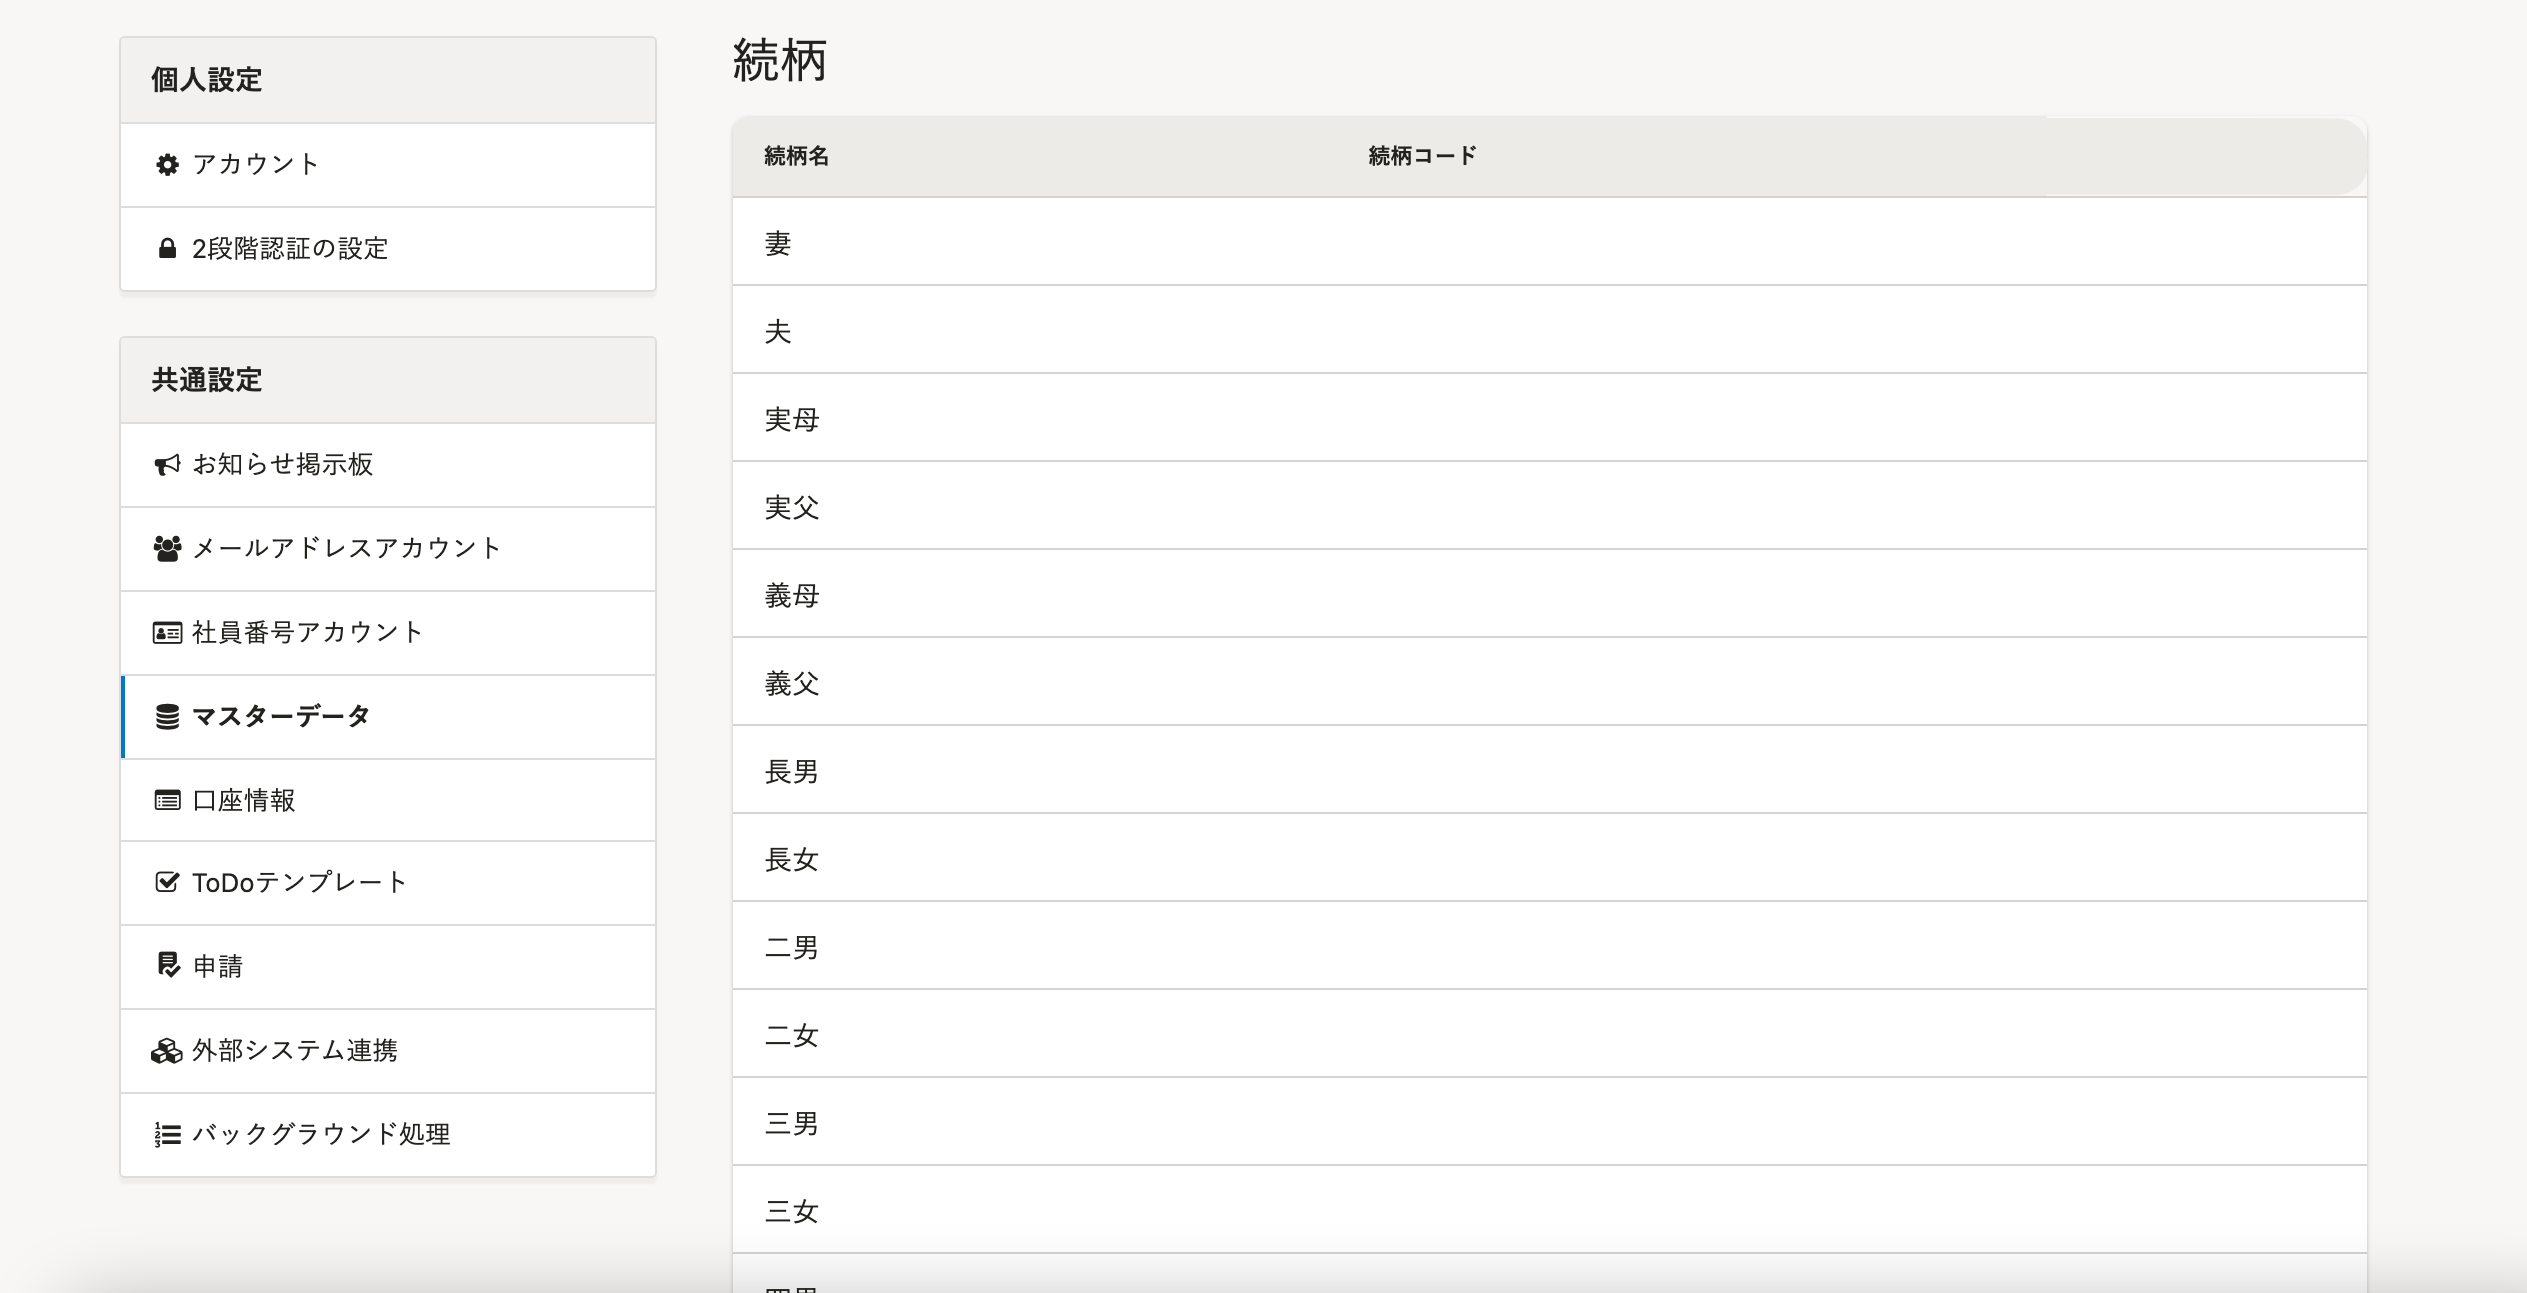 個人設定
アカウント
2段階認証の設定
共通設定
お知らせ掲示板
メールアドレスアカウント
社員番号アカウント
マスターデータ
口座情報
ToDoテンプレート
申請
外部システム連携
バックグラウンド処理
続柄
続柄名 続柄コード
妻
夫
実母
実父
義母
義父
長男
長女
二男
二女
三男
三女